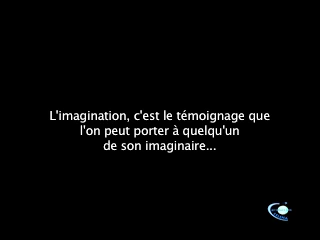 L'imagination, c'est le témoignage que
l'on peut porter à quelqu'un
de son imaginaire...